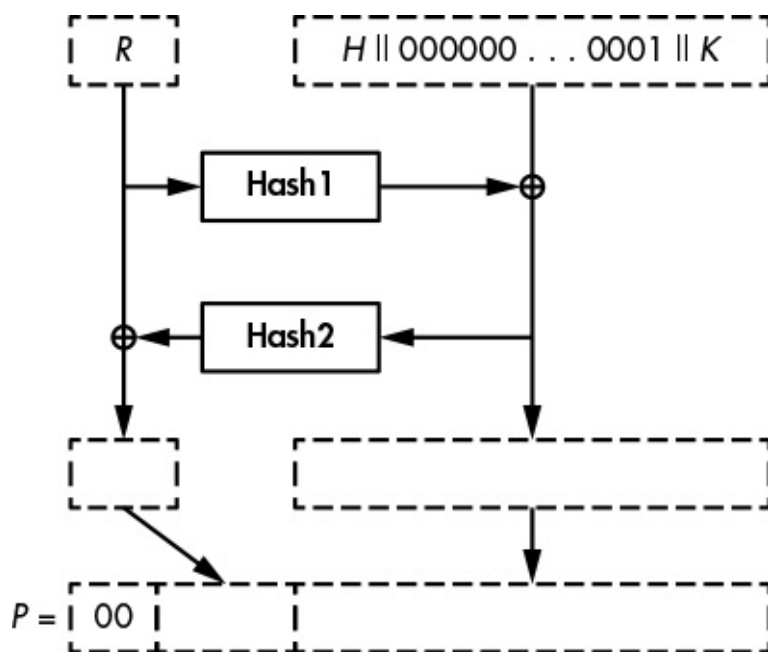 R
H || 000000 . . . 0001 || K
Hash1
Hash2
P = 00